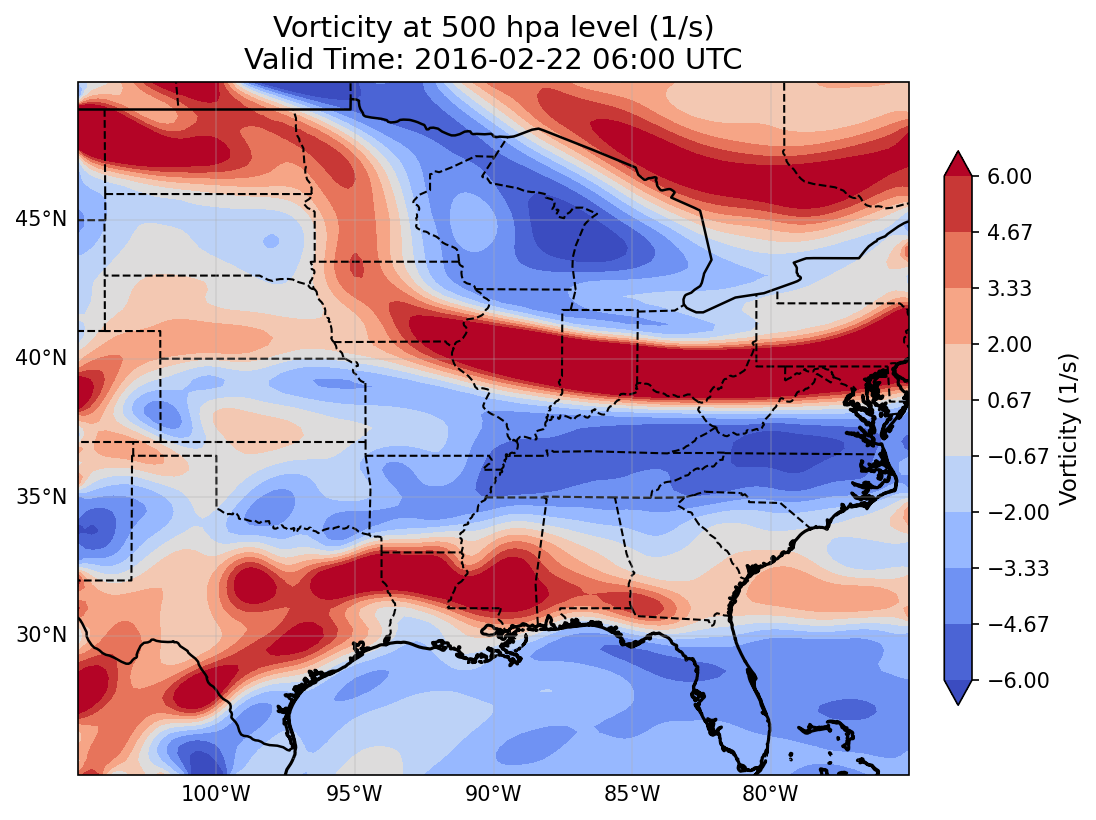 Vorticity at 500 hpa level (1/s)
Valid Time: 2016-02-22 06:00 UTC
45°N
40°N
35°N
30°N
100°W
95°W
90°W
85°W
80°W
6.00
4.67
3.33
2.00
0.67
−0.67
−2.00
−3.33
−4.67
−6.00
Vorticity (1/s)